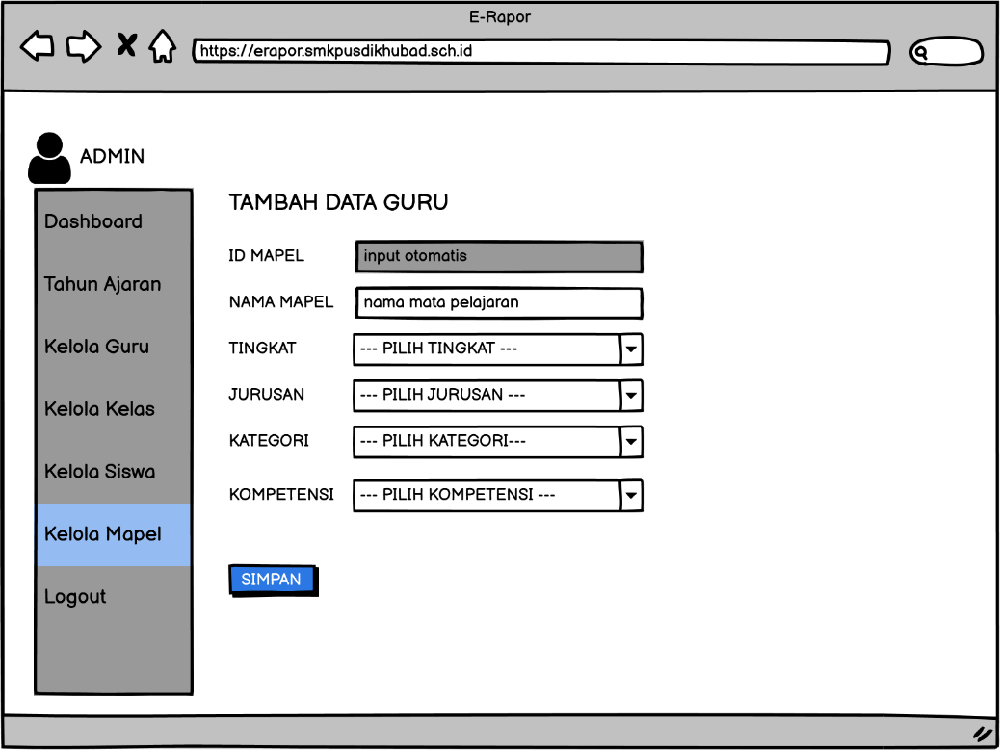 E-Rapor
https://erapor.smkpusdikhubad.sch.id
ADMIN
Dashboard
Tahun Ajaran
Kelola Guru
Kelola Kelas
Kelola Siswa
Kelola Mapel
Logout
TAMBAH DATA GURU
ID MAPEL input otomatis
NAMA MAPEL nama mata pelajaran
TINGKAT --- PILIH TINGKAT ---
JURUSAN --- PILIH JURUSAN ---
KATEGORI --- PILIH KATEGORI---
KOMPETENSI --- PILIH KOMPETENSI ---
SIMPAN